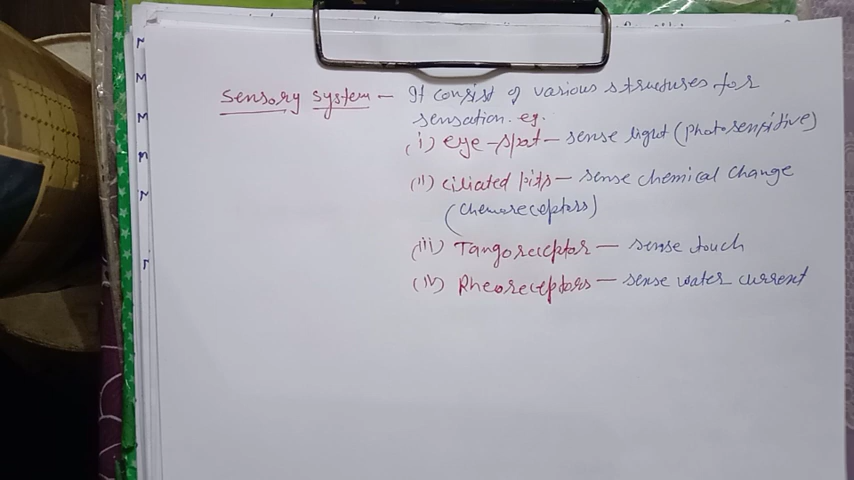 Sensory system - It consist of various structures for
sensation. eg.
(i) eye-spot - sense light (Photosensitive)
(ii) ciliated pits - sense chemical change
(Chemoreceptors)
(iii) Tangoreceptor - sense touch
(iv) Rheoreceptors - sense water current